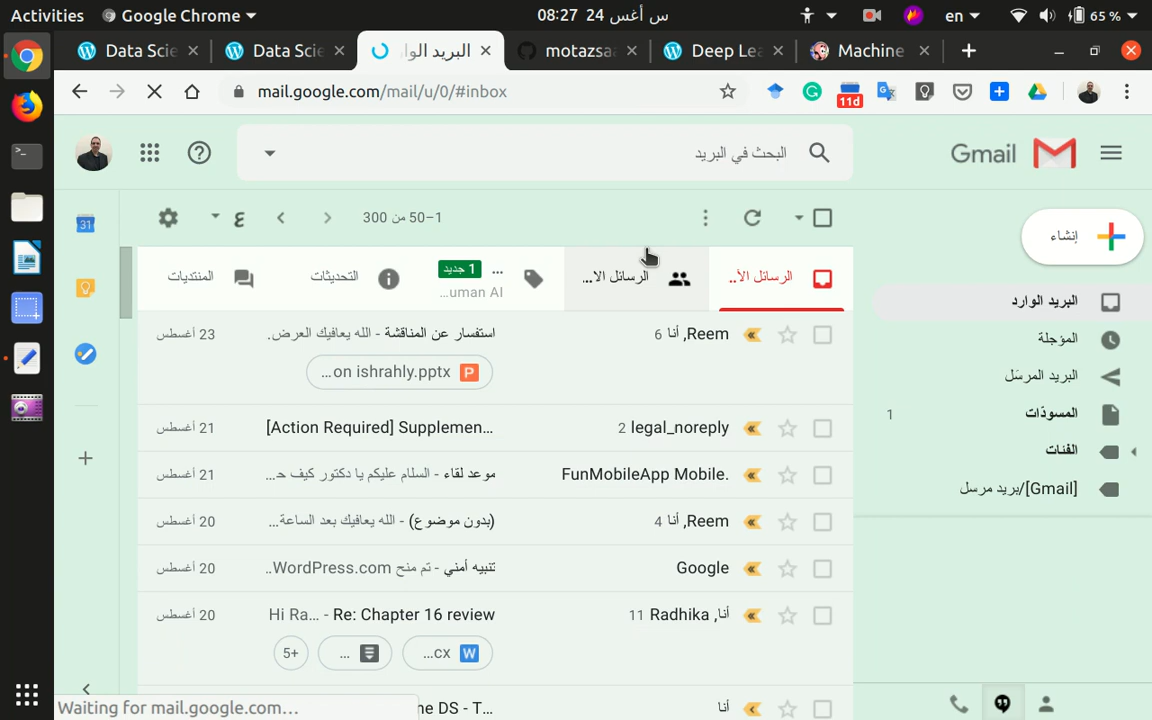 Activities
Google Chrome
س أغس 24 08:27
en
65 %
Data Scie
Data Scie
البريد الوار
motazsaa
Deep Lea
Machine
mail.google.com/mail/u/0/#inbox
11d
البحث في البريد
Gmail
31
ع
1–50 من 300
إنشاء
المنتديات
التحديثات
1 جديد
...
...uman AI
الرسائل الا...
الرسائل الأ..
البريد الوارد
المؤجلة
البريد المرسَل
المسودّات
1
الفئات
[Gmail]/بريد مرسل
Reem, أنا 6
استفسار عن المناقشة - الله يعافيك العرض.
23 أغسطس
...on ishrahly.pptx
legal_noreply 2
[Action Required] Supplemen...
21 أغسطس
FunMobileApp Mobile.
موعد لقاء - السلام عليكم يا دكتور كيف حـ...
21 أغسطس
Reem, أنا 4
(بدون موضوع) - الله يعافيك بعد الساعة...
20 أغسطس
Google
تنبيه أمني - تم منح WordPress.com..
20 أغسطس
أنا, Radhika 11
Re: Chapter 16 review - Hi Ra...
20 أغسطس
5+
...
...cx
أنا
ne DS - T...
Waiting for mail.google.com...